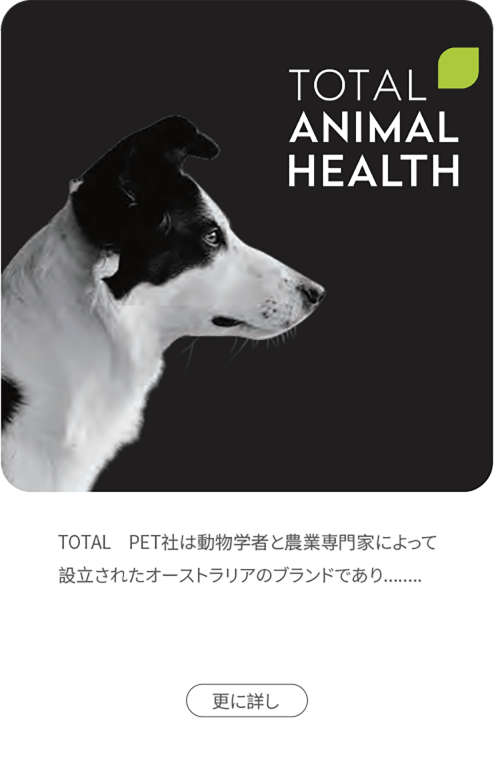 TOTAL
ANIMAL
HEALTH
TOTAL　PET社は動物学者と農業専門家によって
設立されたオーストラリアのブランドであり........
更に詳し